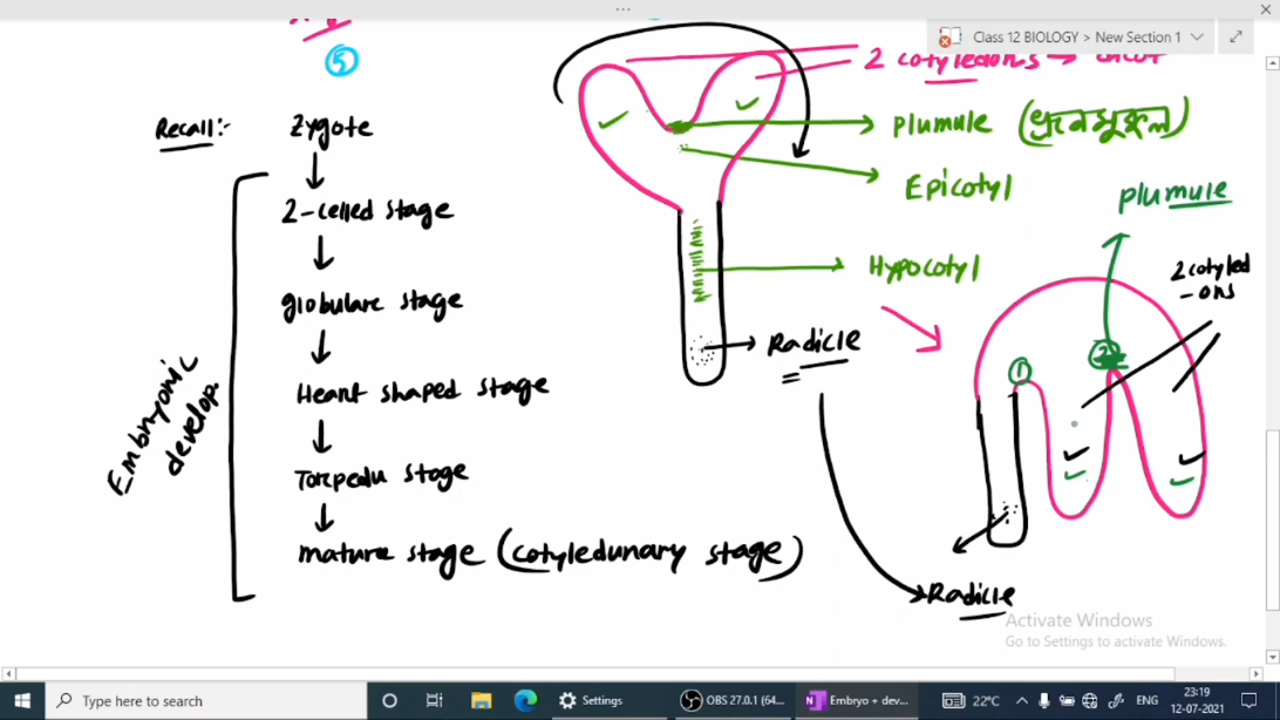 Class 12 BIOLOGY > New Section 1
⑤
2 cotyledons → dicot
Recall:- Zygote
2-celled stage
globulare stage
Heart shaped stage
Torpedu stage
mature stage (cotyledunary stage)
Embryonic
develop.
plumule
Epicotyl
Hypocotyl
Radicle
plumule
2 cotyled
-ons
①
②
Radicle
Activate Windows
Go to Settings to activate Windows.
Type here to search
Settings
OBS 27.0.1 (64...
Embryo + dev...
22°C
ENG
23:19
12-07-2021